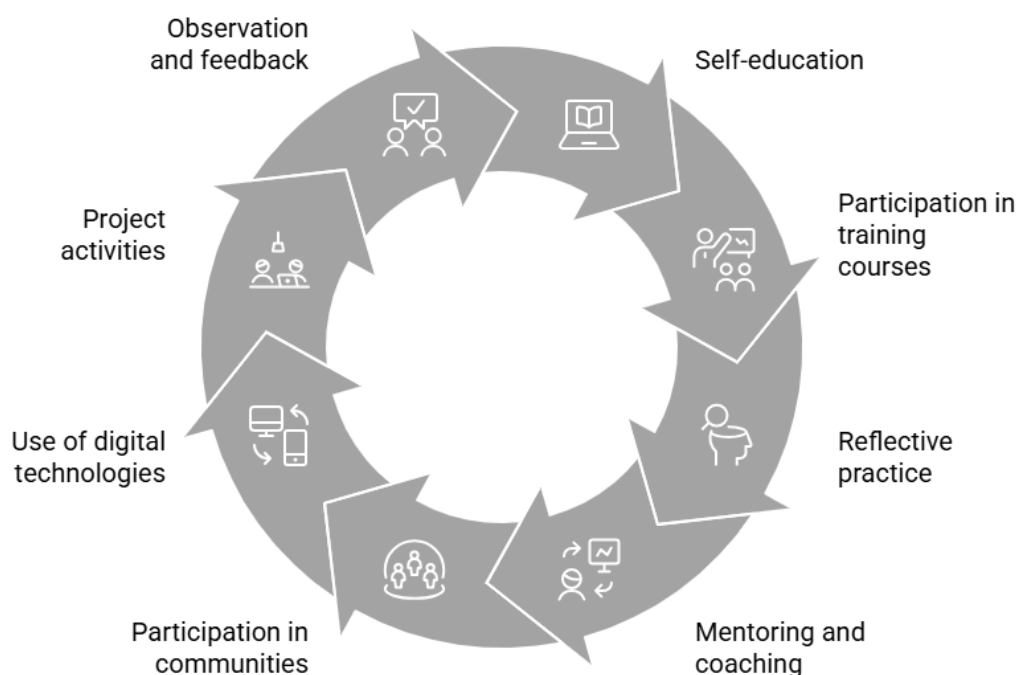 Observation
and feedback
Self-education
Participation in
training
courses
Reflective
practice
Mentoring and
coaching
Participation in
communities
Use of digital
technologies
Project
activities